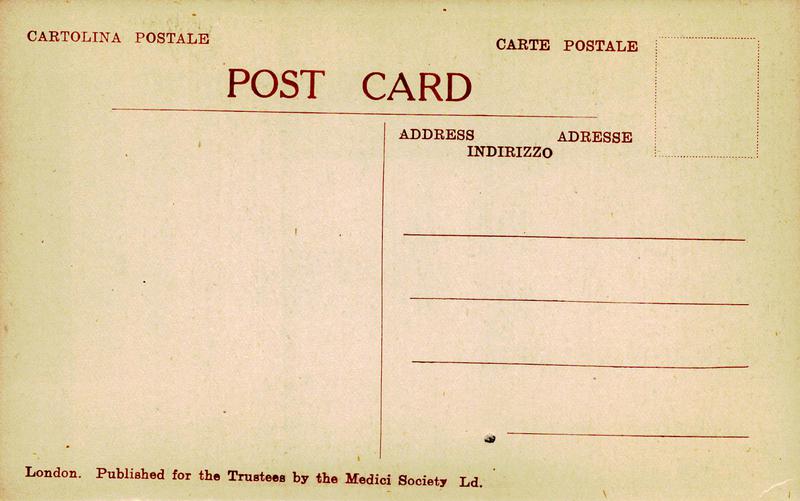 CARTOLINA POSTALE
CARTE POSTALE
POST CARD
ADDRESS ADRESSE
INDIRIZZO
London. Published for the Trustees by the Medici Society Ld.